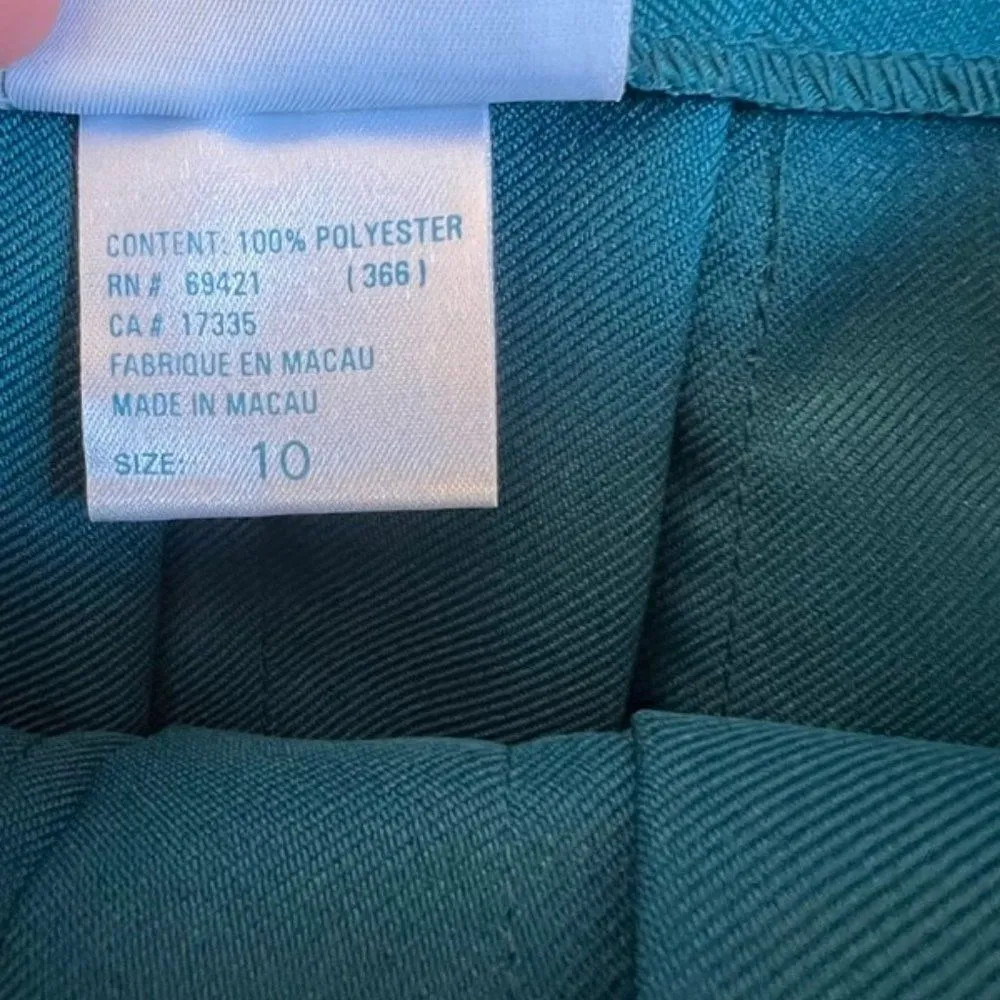 CONTENT: 100% POLYESTER
RN # 69421 (366)
CA # 17335
FABRIQUE EN MACAU
MADE IN MACAU
SIZE: 10